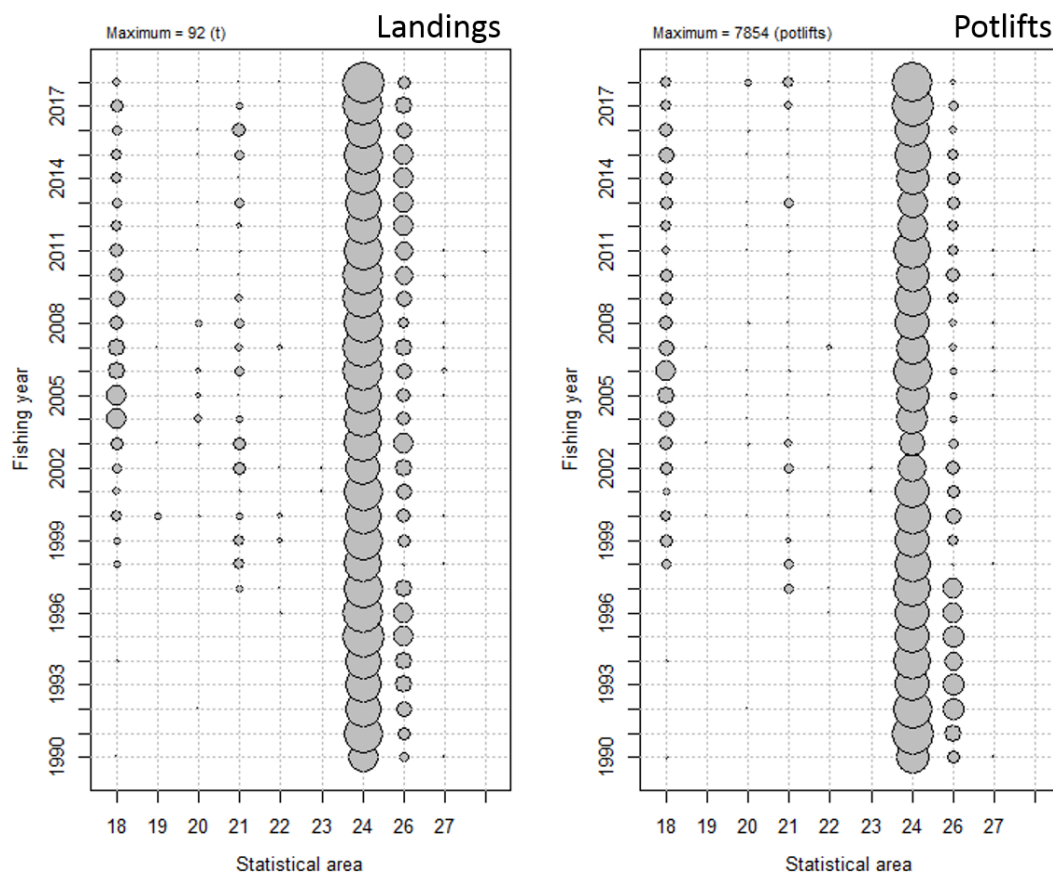 Maximum = 92 (t)
Landings
2017
2014
2011
2008
2005
2002
1999
1996
1993
1990
Fishing year
18 19 20 21 22 23 24 26 27
Statistical area
Maximum = 7854 (potlifts)
Potlifts
2017
2014
2011
2008
2005
2002
1999
1996
1993
1990
Fishing year
18 19 20 21 22 23 24 26 27
Statistical area